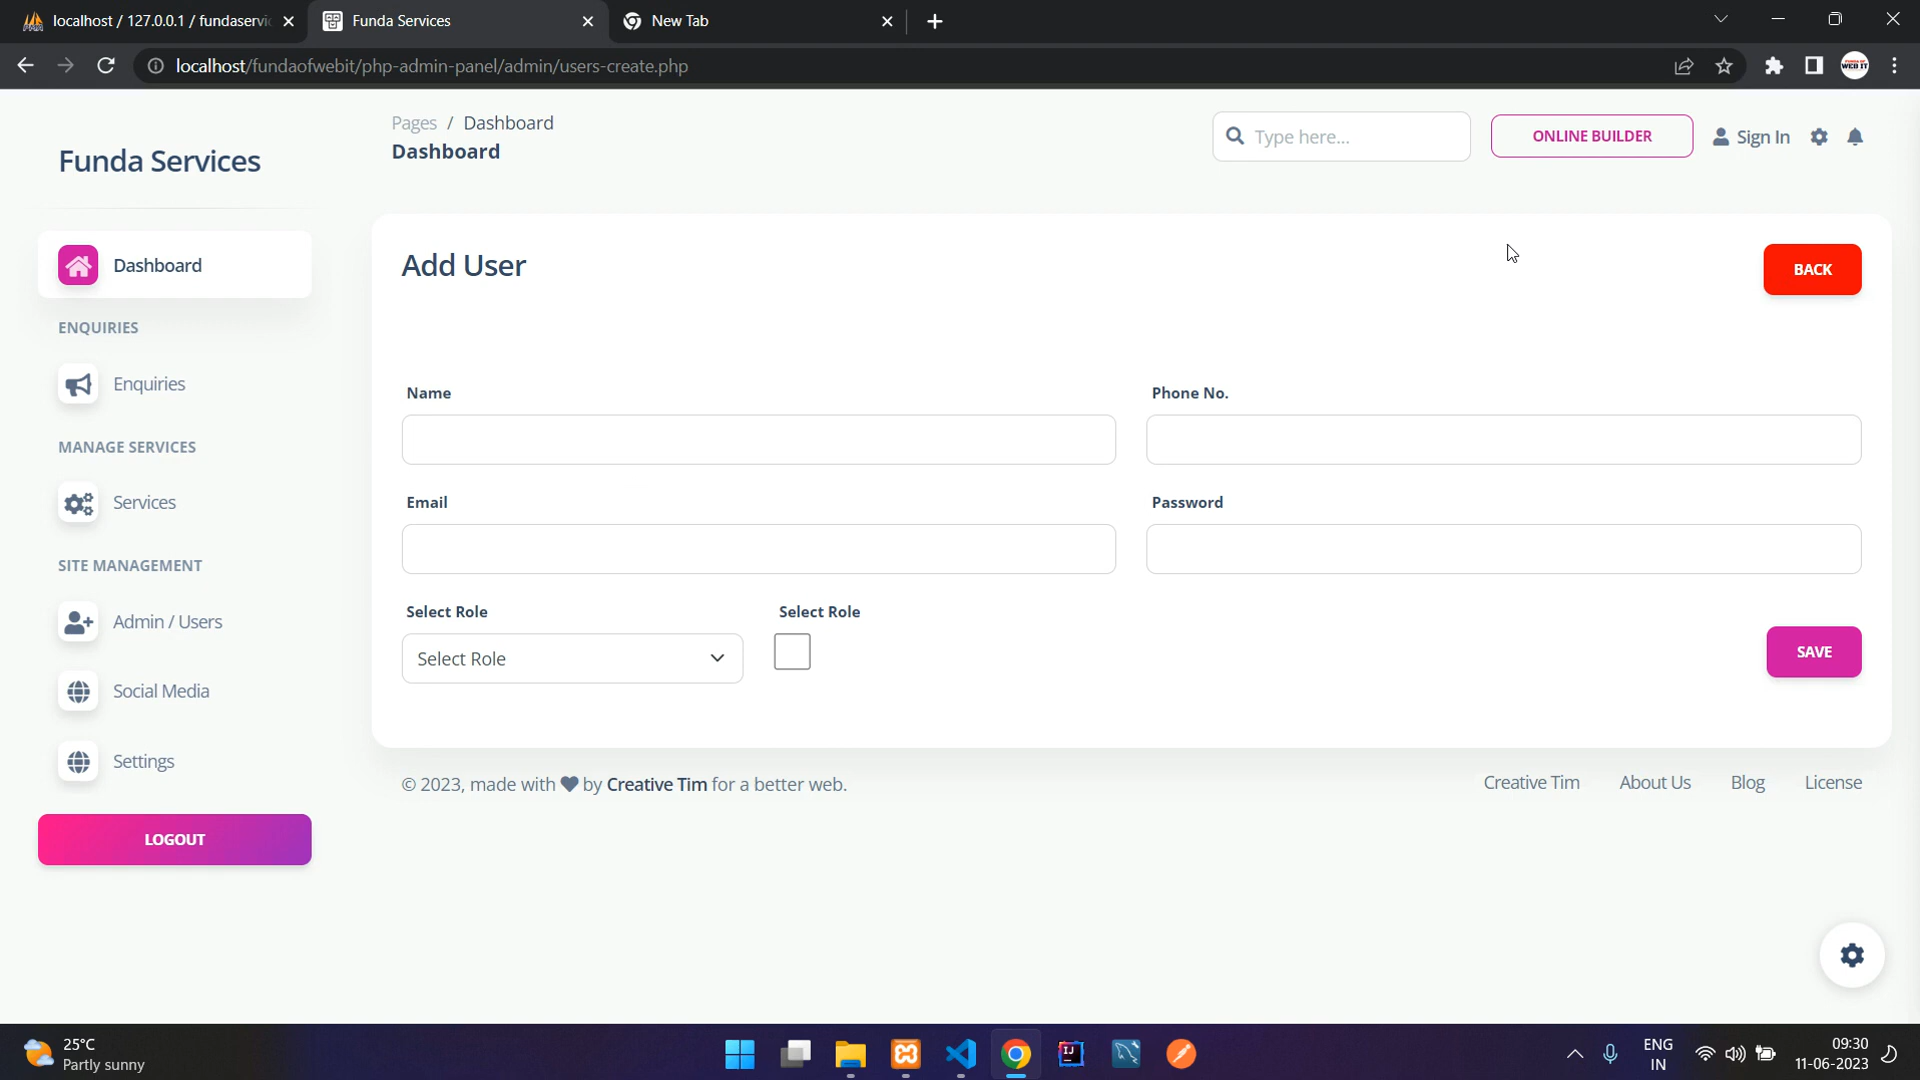 localhost / 127.0.0.1 / fundaservi
Funda Services
New Tab
localhost/fundaofwebit/php-admin-panel/admin/users-create.php
WEB IT
Pages / Dashboard
Dashboard
Type here...
ONLINE BUILDER
Sign In
Funda Services
Dashboard
ENQUIRIES
Enquiries
MANAGE SERVICES
Services
SITE MANAGEMENT
Admin / Users
Social Media
Settings
LOGOUT
Add User
BACK
Name
Phone No.
Email
Password
Select Role
Select Role
Select Role
SAVE
© 2023, made with by Creative Tim for a better web.
Creative Tim
About Us
Blog
License
25°C
Partly sunny
IJ
ENG
IN
09:30
11-06-2023